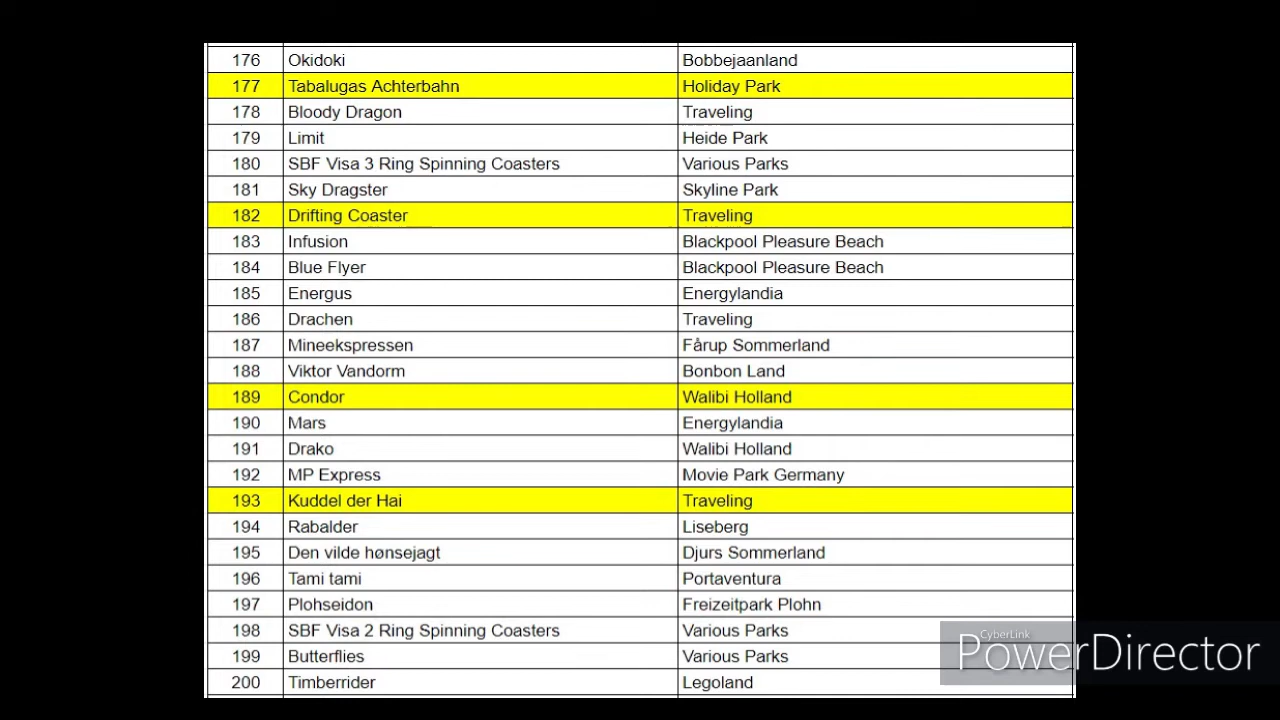 176 Okidoki Bobbejaanland
177 Tabalugas Achterbahn Holiday Park
178 Bloody Dragon Traveling
179 Limit Heide Park
180 SBF Visa 3 Ring Spinning Coasters Various Parks
181 Sky Dragster Skyline Park
182 Drifting Coaster Traveling
183 Infusion Blackpool Pleasure Beach
184 Blue Flyer Blackpool Pleasure Beach
185 Energus Energylandia
186 Drachen Traveling
187 Mineekspressen Fårup Sommerland
188 Viktor Vandorm Bonbon Land
189 Condor Walibi Holland
190 Mars Energylandia
191 Drako Walibi Holland
192 MP Express Movie Park Germany
193 Kuddel der Hai Traveling
194 Rabalder Liseberg
195 Den vilde hønsejagt Djurs Sommerland
196 Tami tami Portaventura
197 Plohseidon Freizeitpark Plohn
198 SBF Visa 2 Ring Spinning Coasters Various Parks
199 Butterflies Various Parks
200 Timberrider Legoland
CyberLink
PowerDirector